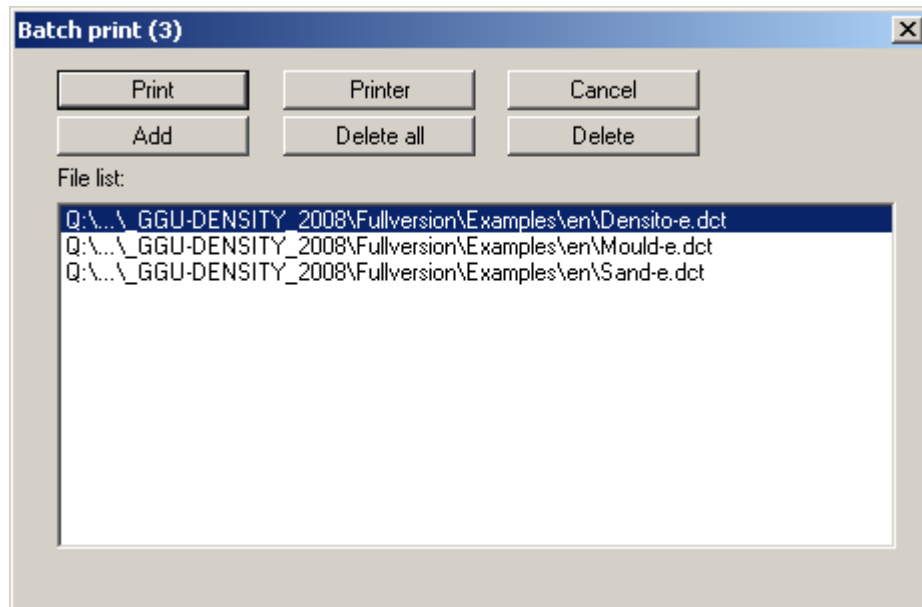 Batch print (3)
Print Printer Cancel
Add Delete all Delete
File list:
Q:\...\_GGU-DENSITY_2008\Fullversion\Examples\en\Densito-e.dct
Q:\...\_GGU-DENSITY_2008\Fullversion\Examples\en\Mould-e.dct
Q:\...\_GGU-DENSITY_2008\Fullversion\Examples\en\Sand-e.dct